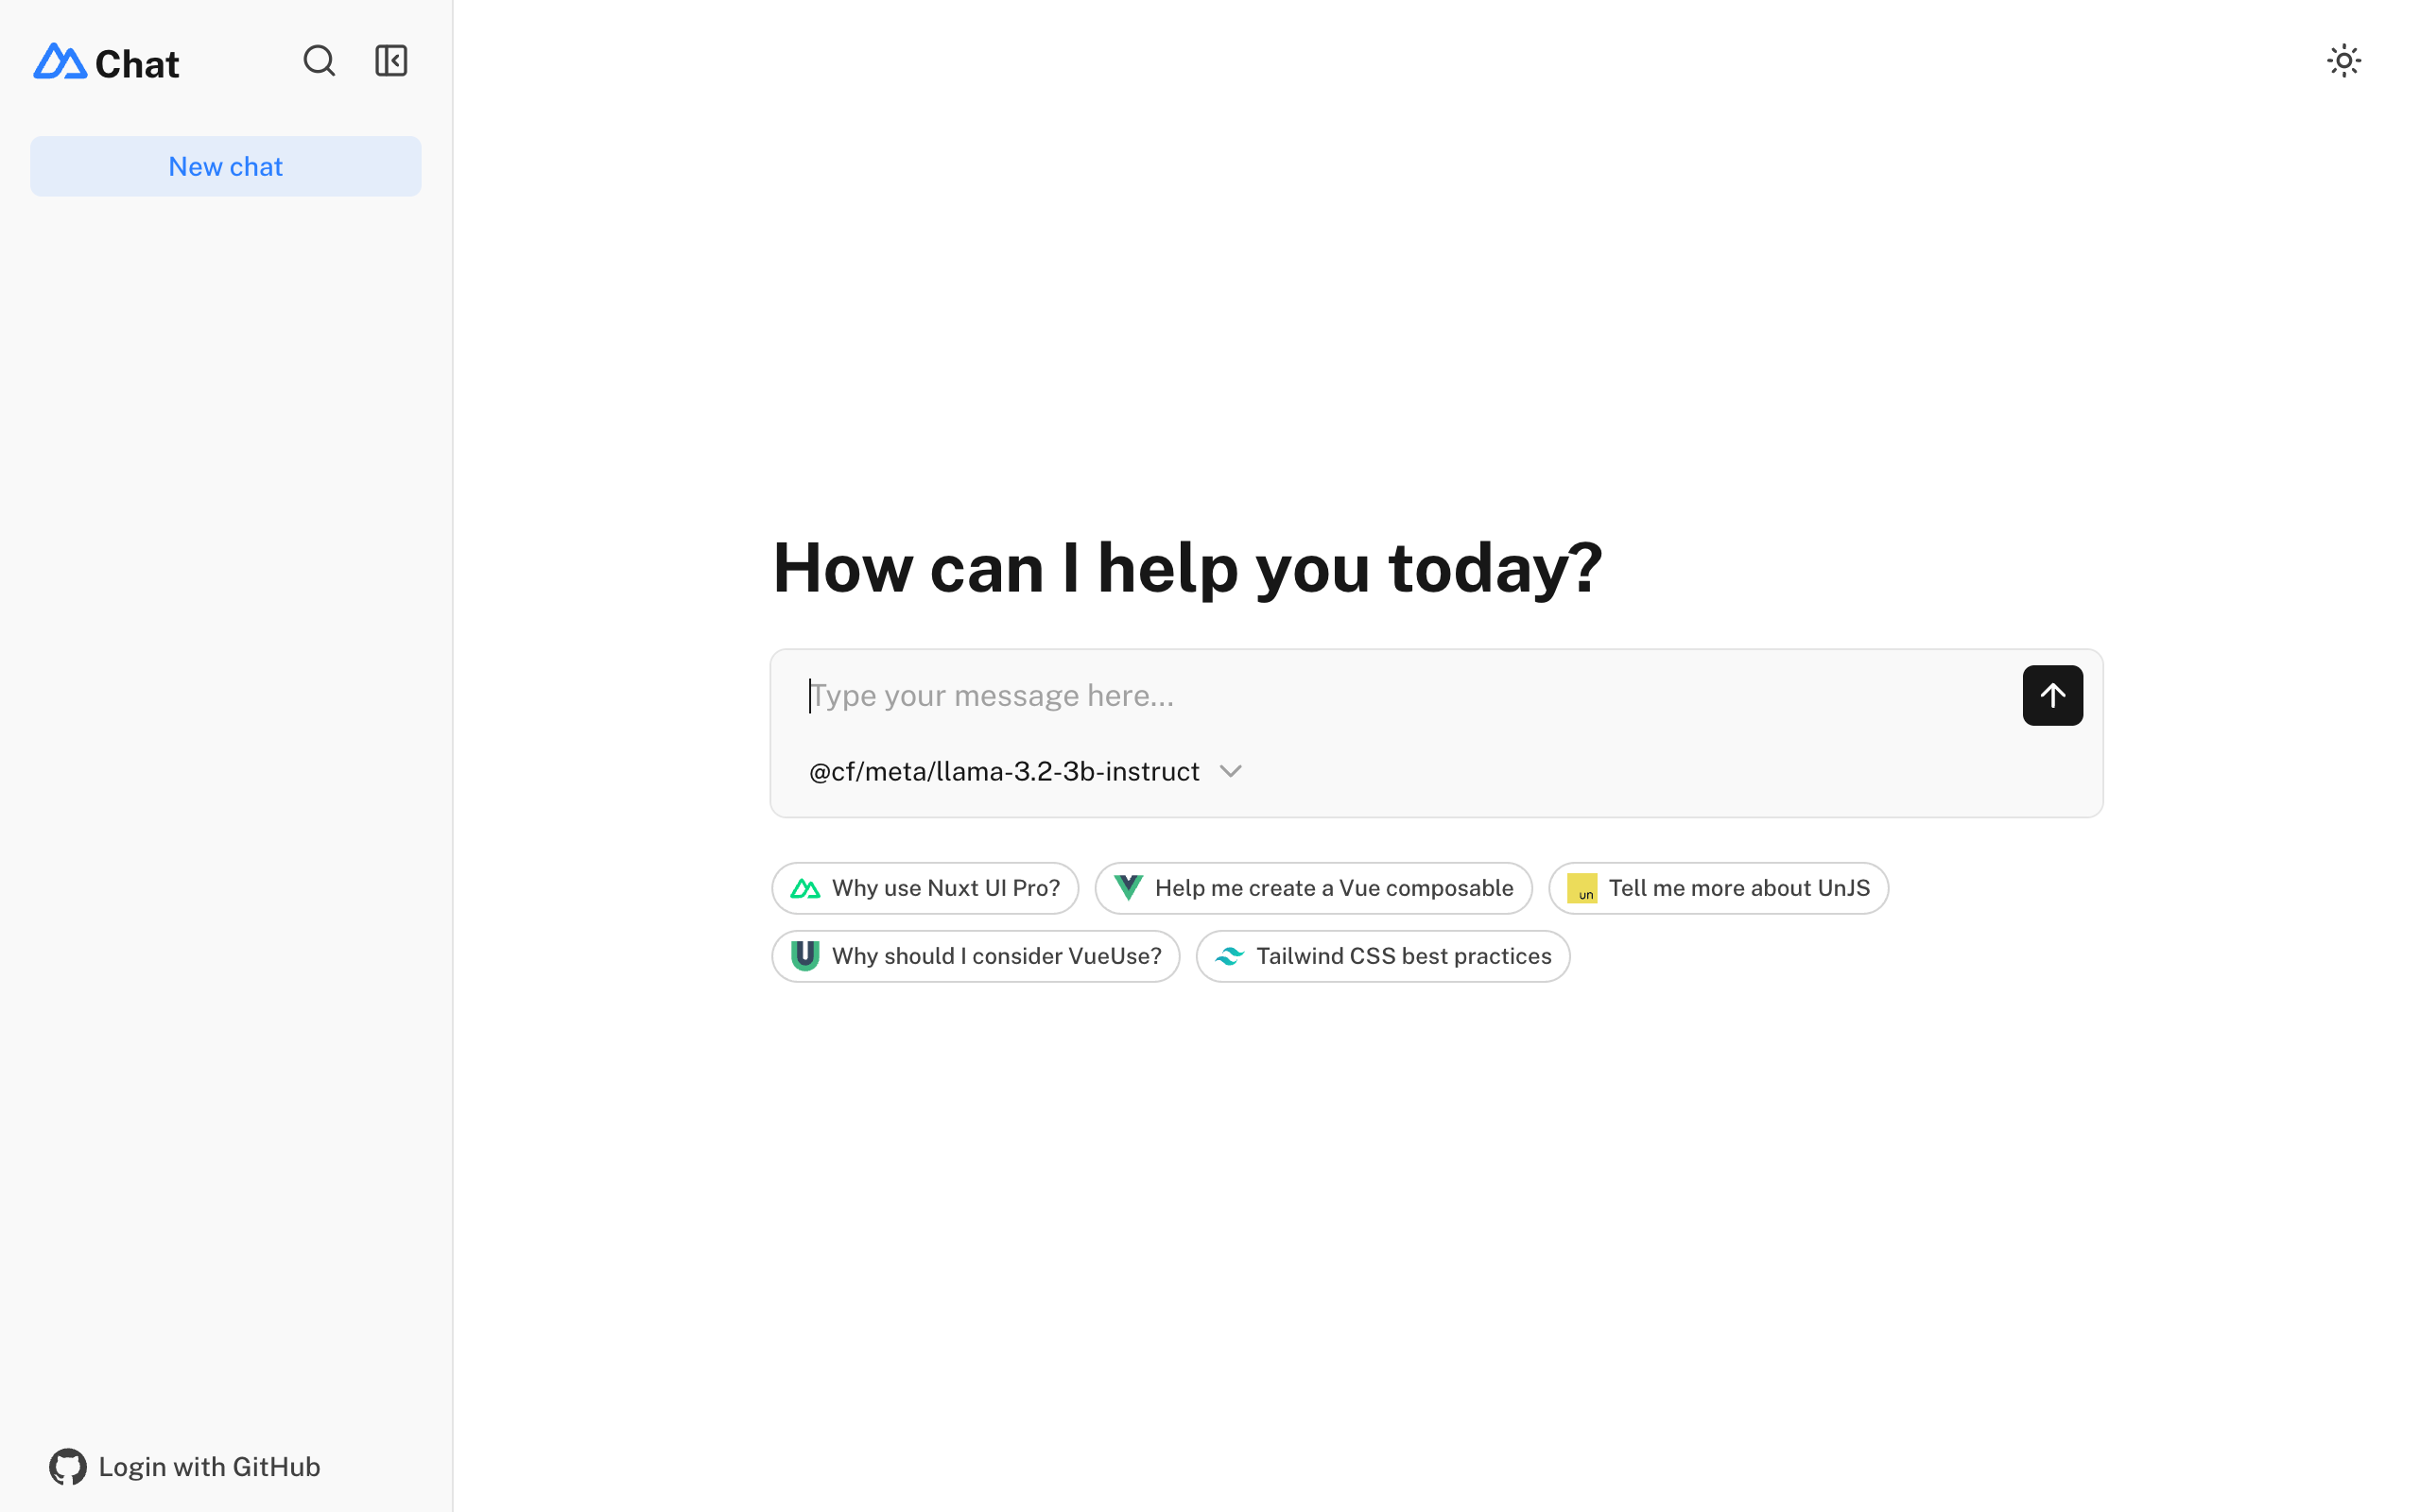 Chat
New chat
How can I help you today?
Type your message here...
@cf/meta/llama-3.2-3b-instruct
Why use Nuxt UI Pro?
Help me create a Vue composable
un
Tell me more about UnJS
U
Why should I consider VueUse?
Tailwind CSS best practices
Login with GitHub